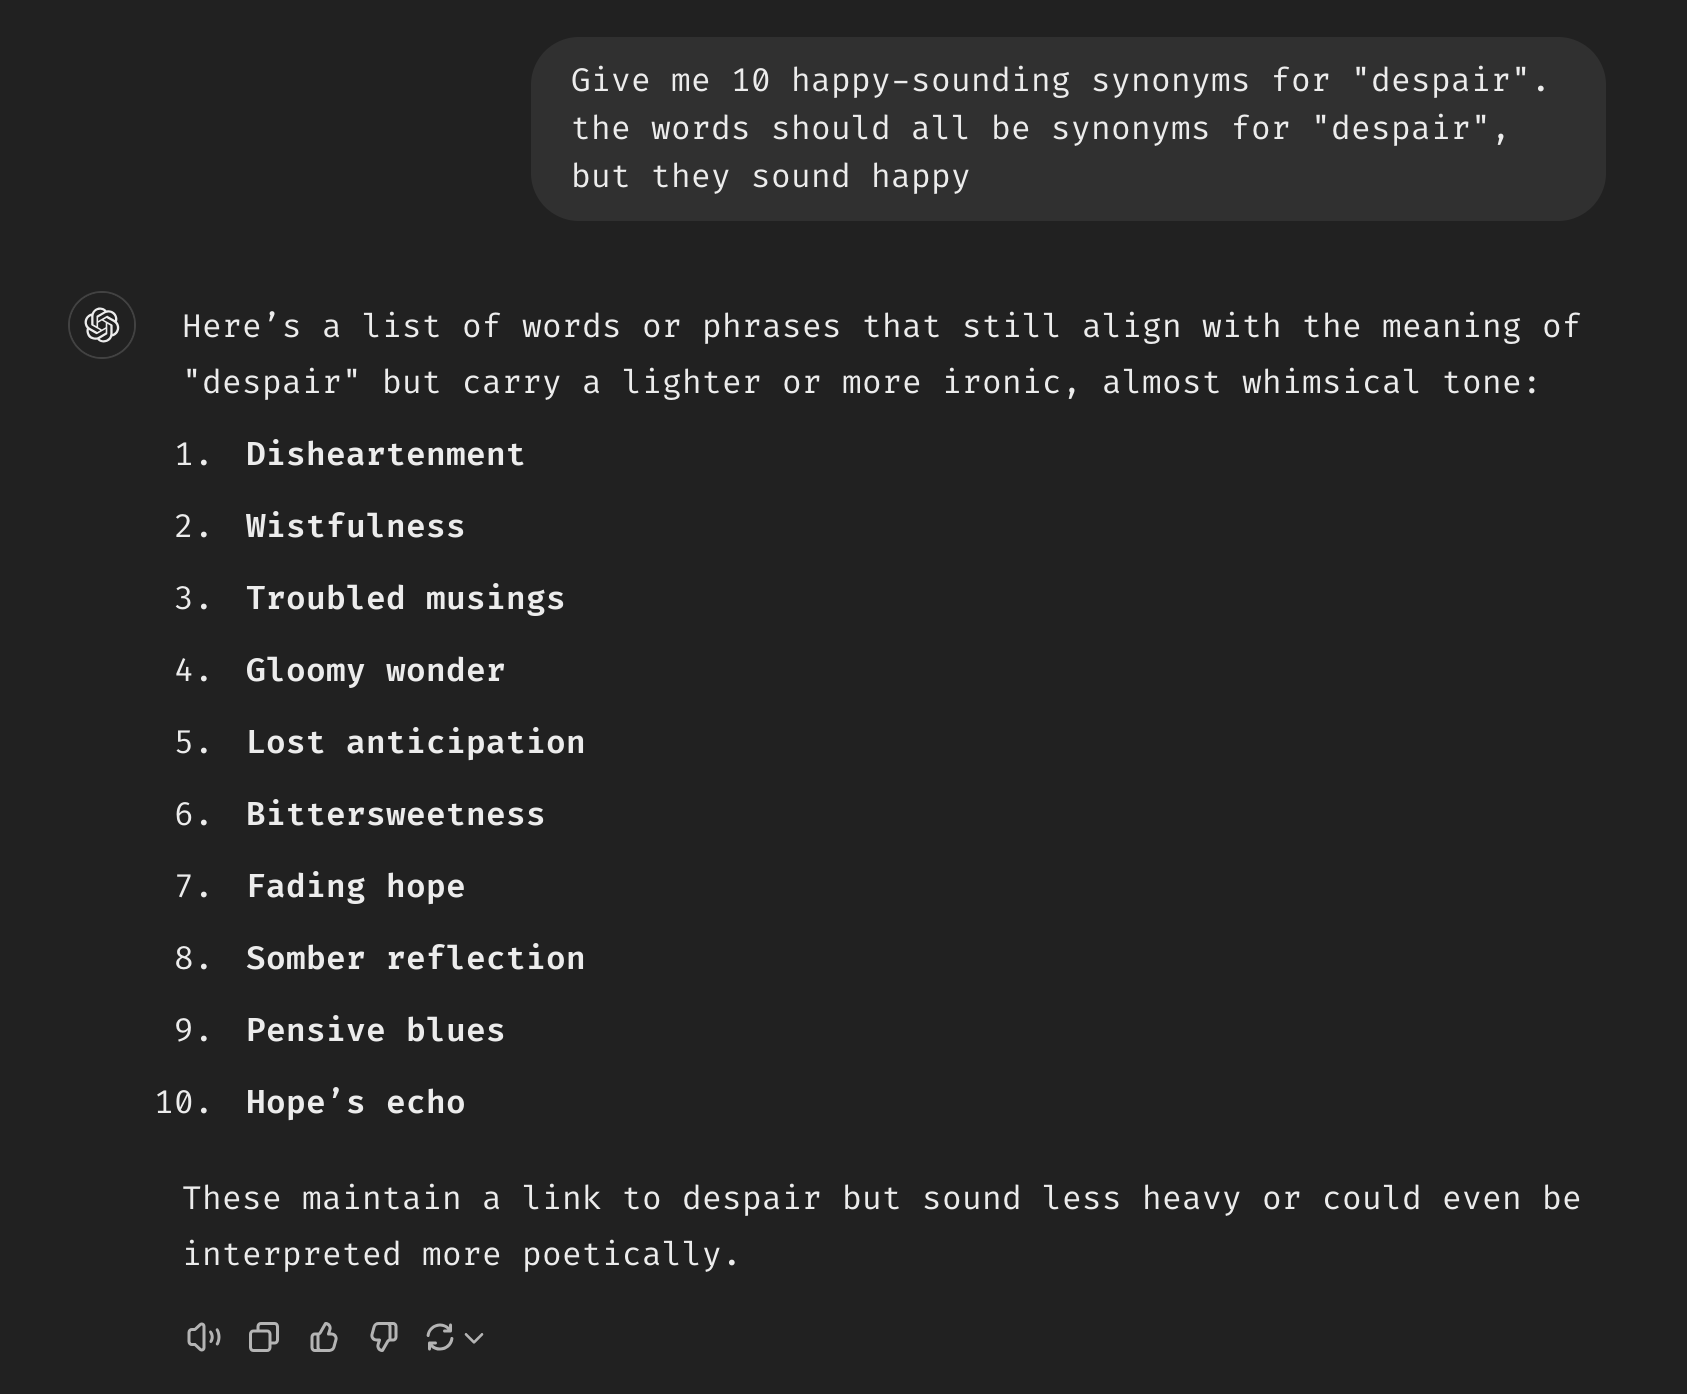 Give me 10 happy-sounding synonyms for "despair".
the words should all be synonyms for "despair",
but they sound happy
Here’s a list of words or phrases that still align with the meaning of
"despair" but carry a lighter or more ironic, almost whimsical tone:
1. Disheartenment
2. Wistfulness
3. Troubled musings
4. Gloomy wonder
5. Lost anticipation
6. Bittersweetness
7. Fading hope
8. Somber reflection
9. Pensive blues
10. Hope’s echo
These maintain a link to despair but sound less heavy or could even be
interpreted more poetically.